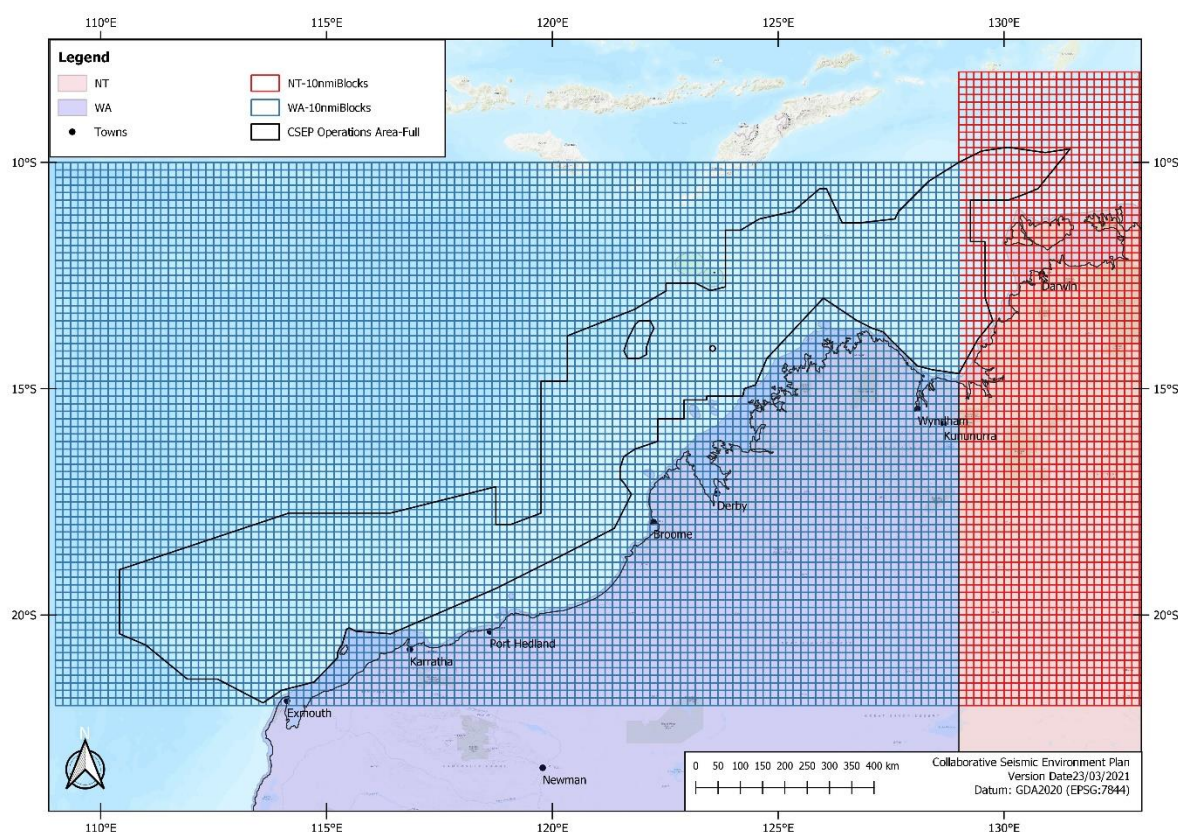 110°E 115°E 120°E 125°E 130°E
Legend
NT NT-10nmiBlocks
WA WA-10nmiBlocks
Towns CSEP Operations Area-Full
10°S 10°S
Darwin
15°S 15°S
Wyndham
Kununurra
Derby
Broome
20°S 20°S
Port Hedland
Karratha
Exmouth
N
Newman
Collaborative Seismic Environment Plan
Version Date23/03/2021
Datum: GDA2020 (EPSG:7844)
0 50 100 150 200 300 400 km
110°E 115°E 120°E 125°E 130°E